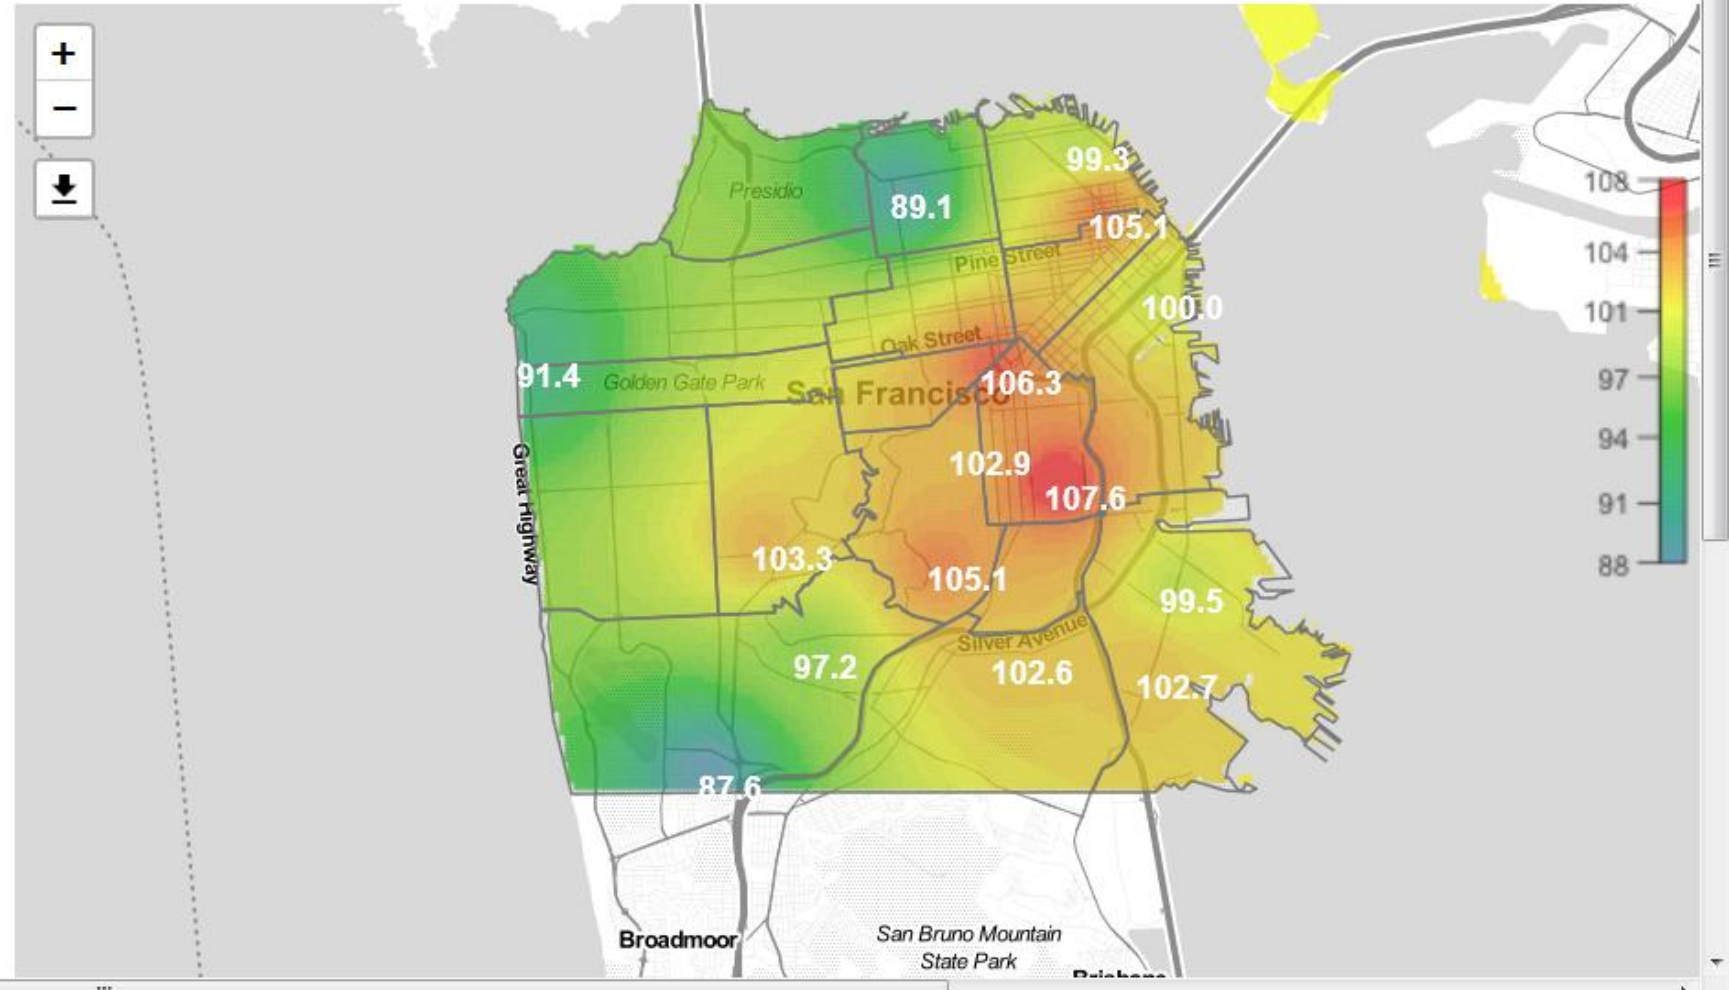 +
−
99.3
108
Presidio
89.1
105.1
104
Pine Street
100.0
101
Oak Street
91.4
Golden Gate Park
San Francisco
106.3
97
94
Great Highway
102.9
107.6
91
103.3
105.1
88
99.5
Silver Avenue
97.2
102.6
102.7
87.6
Broadmoor
San Bruno Mountain
State Park
Brisbane